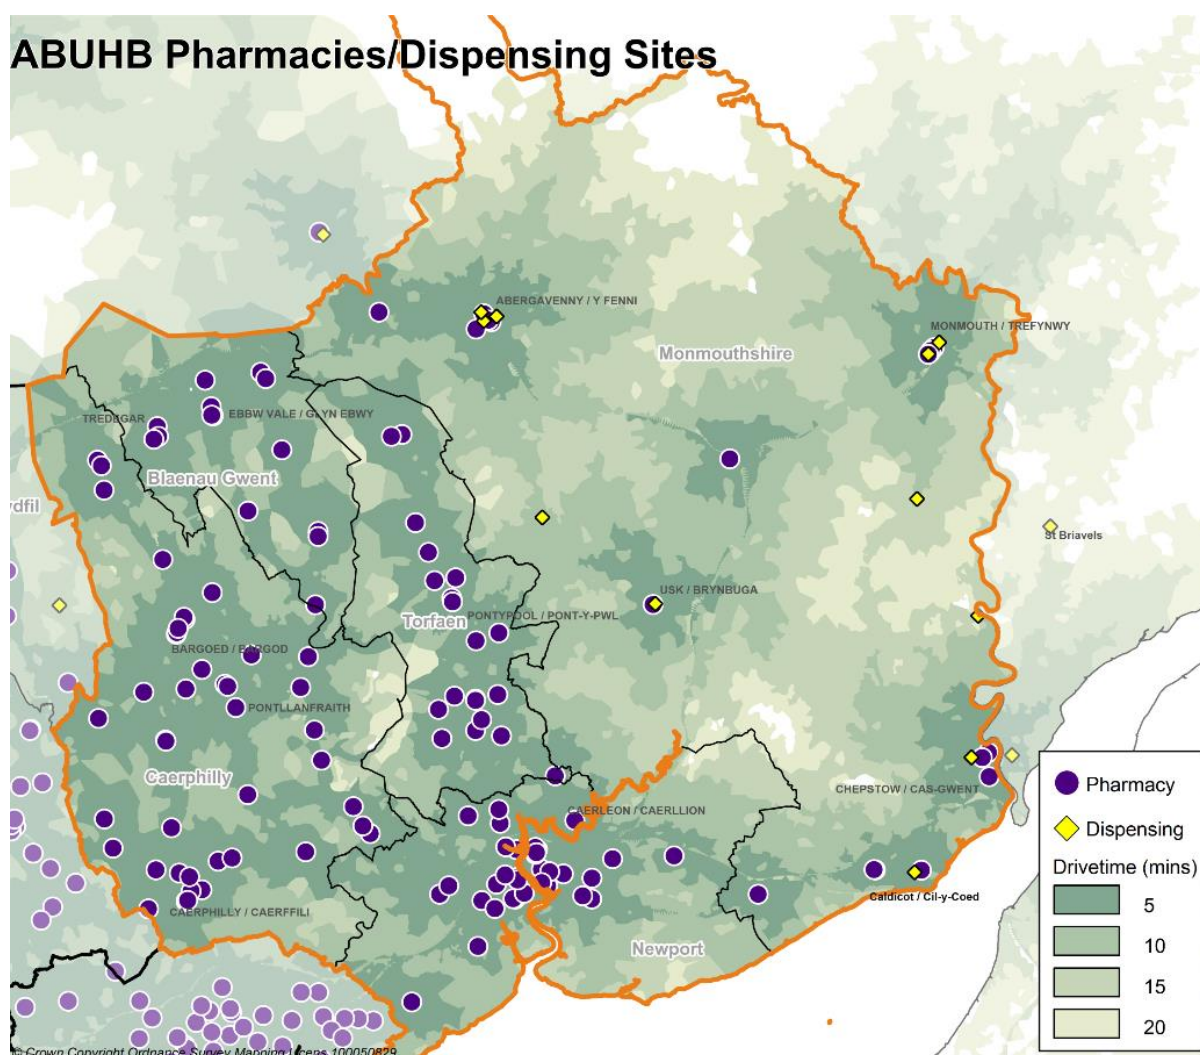 ABUHB Pharmacies/Dispensing Sites
ABERGAVENNY / Y FENNI
MONMOUTH / TREFYNWY
Monmouthshire
TREDEGAR
EBBW VALE / GLYN EBWY
Blaenau Gwent
rdfil
St Briavels
USK / BRYNBUGA
Torfaen
PONTYPOOL / PONT-Y-PWL
BARGOED / BARGOD
PONTLLANFRAITH
Caerphilly
CHEPSTOW / CAS-GWENT
CAERLEON / CAERLLION
Caldicot / Cil-y-Coed
CAERPHILLY / CAERFFILI
Newport
Pharmacy
Dispensing
Drivetime (mins)
5
10
15
20
© Crown Copyright Ordnance Survey Mapping Licens 100050829